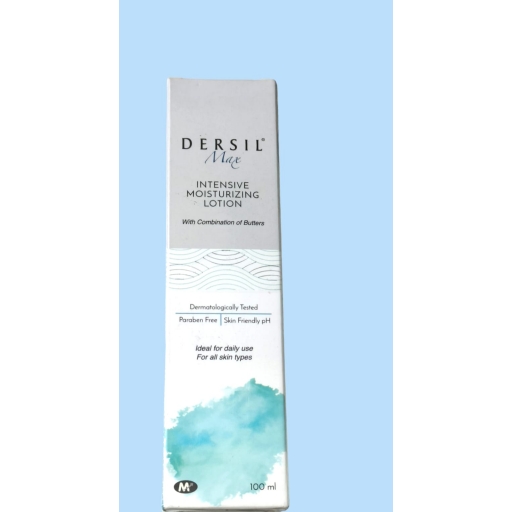 DERSIL®
Max
INTENSIVE
MOISTURIZING
LOTION
With Combination of Butters
Dermatologically Tested
Paraben Free | Skin Friendly pH
Ideal for daily use
For all skin types
M
100 ml